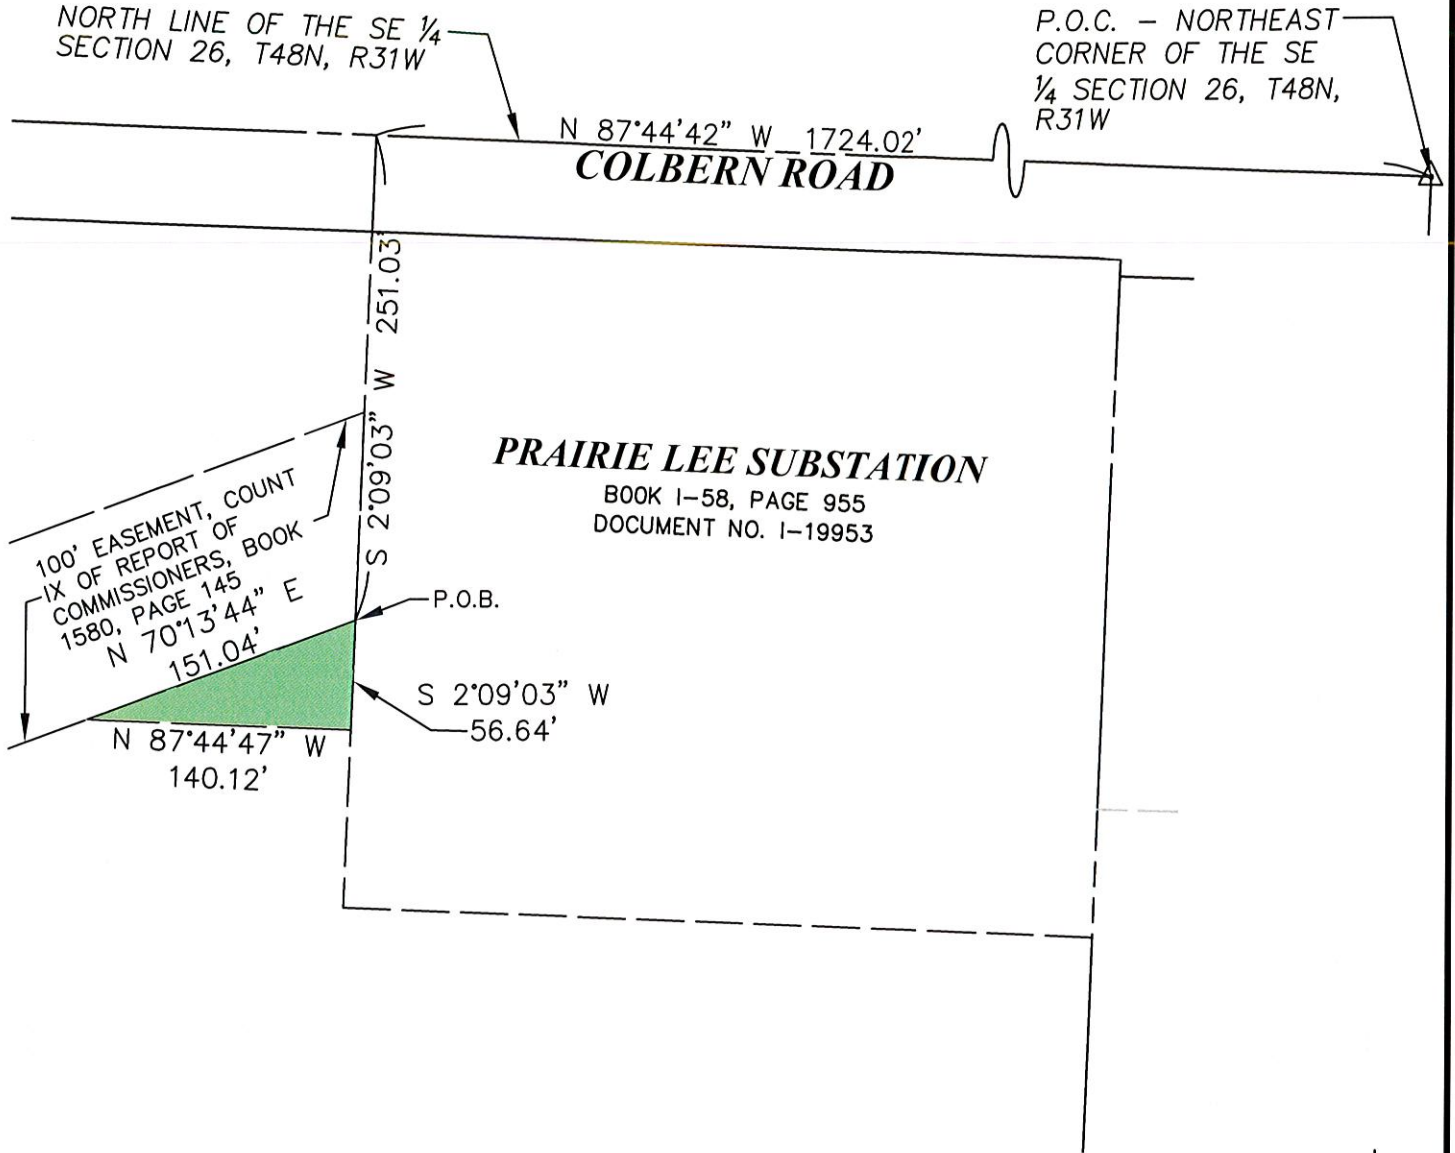 NORTH LINE OF THE SE ¼
SECTION 26, T48N, R31W
P.O.C. – NORTHEAST
CORNER OF THE SE
¼ SECTION 26, T48N,
R31W
N 87°44'42" W 1724.02'
COLBERN ROAD
S 2°09'03" W 251.03'
PRAIRIE LEE SUBSTATION
BOOK I-58, PAGE 955
DOCUMENT NO. I-19953
100' EASEMENT, COUNT
IX OF REPORT OF
COMMISSIONERS, BOOK
1580, PAGE 145
N 70°13'44" E
151.04'
P.O.B.
S 2°09'03" W
56.64'
N 87°44'47" W
140.12'